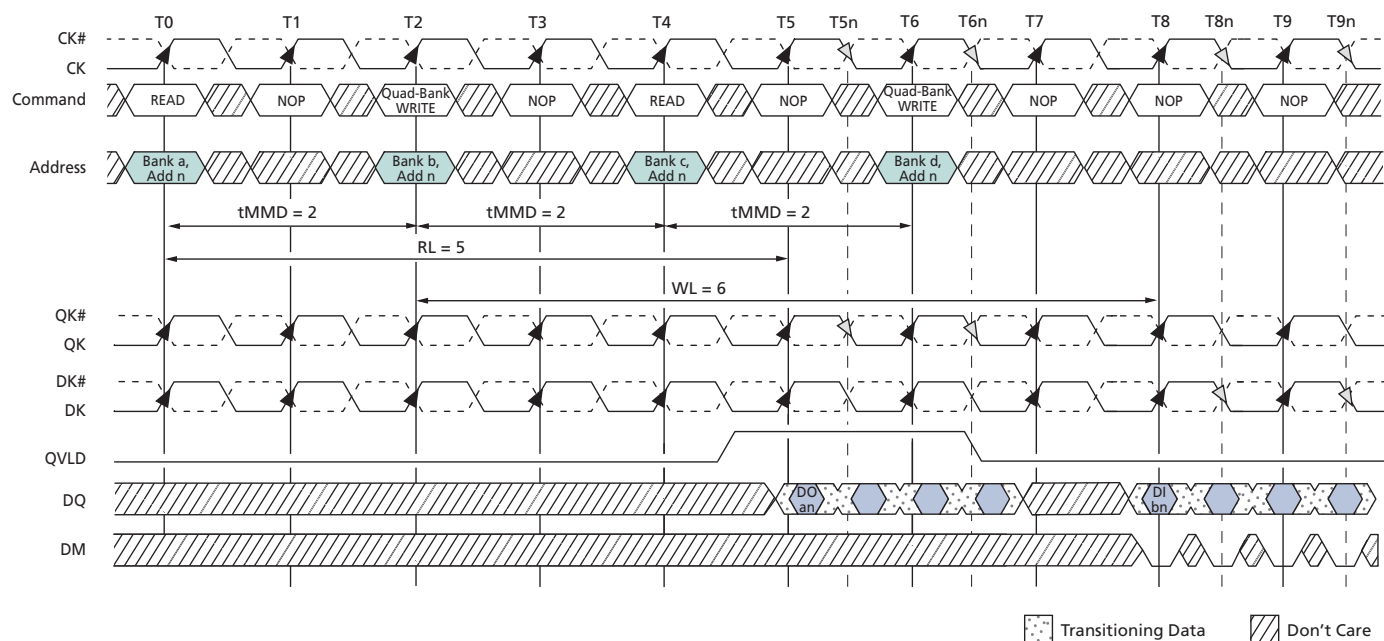 T0 T1 T2 T3 T4 T5 T5n T6 T6n T7 T8 T8n T9 T9n
CK#
CK
Command READ NOP Quad-Bank WRITE NOP READ NOP Quad-Bank WRITE NOP NOP NOP
Address Bank a, Add n Bank b, Add n Bank c, Add n Bank d, Add n
tMMD = 2 tMMD = 2 tMMD = 2
RL = 5
WL = 6
QK#
QK
DK#
DK
QVLD
DQ DO an DI bn
DM
Transitioning Data Don't Care